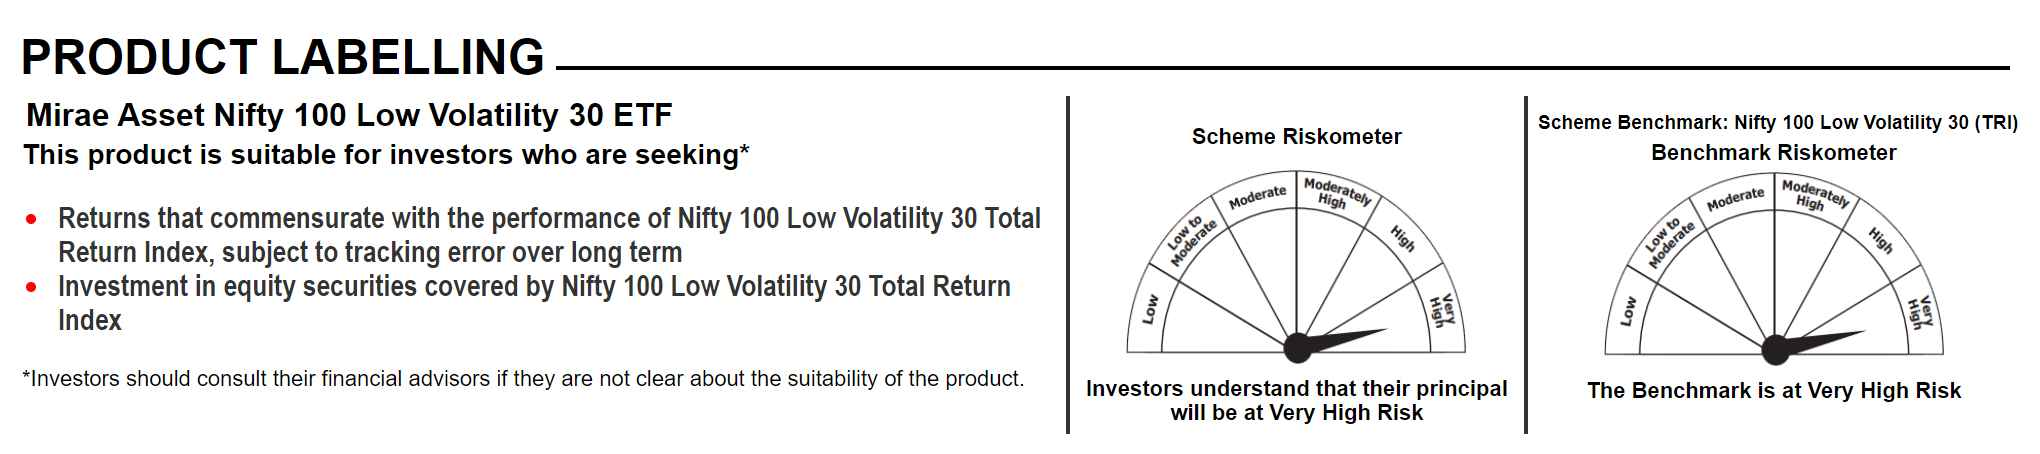 PRODUCT LABELLING
Mirae Asset Nifty 100 Low Volatility 30 ETF
This product is suitable for investors who are seeking*
• Returns that commensurate with the performance of Nifty 100 Low Volatility 30 Total
Return Index, subject to tracking error over long term
• Investment in equity securities covered by Nifty 100 Low Volatility 30 Total Return
Index
*Investors should consult their financial advisors if they are not clear about the suitability of the product.
Scheme Riskometer
Low
Low to
Moderate
Moderate
Moderately
High
High
Very
High
Investors understand that their principal
will be at Very High Risk
Scheme Benchmark: Nifty 100 Low Volatility 30 (TRI)
Benchmark Riskometer
Low
Low to
Moderate
Moderate
Moderately
High
High
Very
High
The Benchmark is at Very High Risk